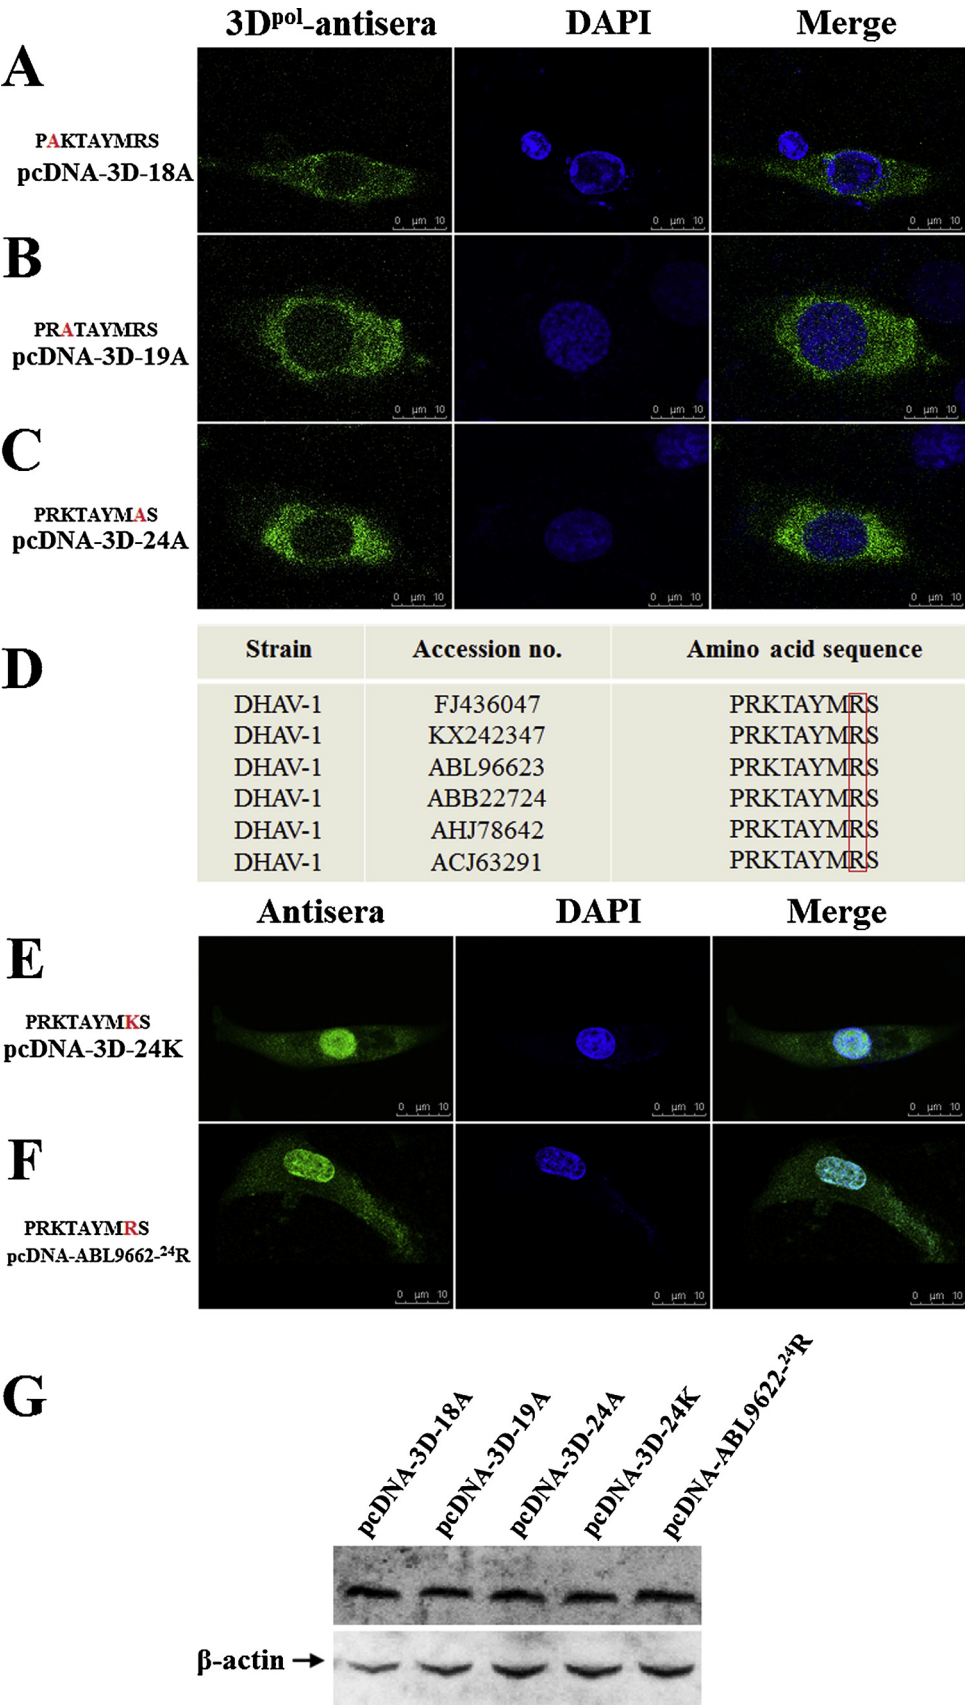 3Dpol-antisera DAPI Merge
A
PAKTAYMRS
pcDNA-3D-18A
0 µm 10 0 µm 10 0 µm 10
B
PRATAYMRS
pcDNA-3D-19A
0 µm 10 0 µm 10 0 µm 10
C
PRKTAYMAS
pcDNA-3D-24A
0 µm 10 0 µm 10 0 µm 10
D
Strain Accession no. Amino acid sequence
DHAV-1 FJ436047 PRKTAYMRS
DHAV-1 KX242347 PRKTAYMRS
DHAV-1 ABL96623 PRKTAYMRS
DHAV-1 ABB22724 PRKTAYMRS
DHAV-1 AHJ78642 PRKTAYMRS
DHAV-1 ACJ63291 PRKTAYMRS
Antisera DAPI Merge
E
PRKTAYMKS
pcDNA-3D-24K
0 µm 10 0 µm 10 0 µm 10
F
PRKTAYMRS
pcDNA-ABL9662-24R
0 µm 10 0 µm 10 0 µm 10
G
pcDNA-3D-18A
pcDNA-3D-19A
pcDNA-3D-24A
pcDNA-3D-24K
pcDNA-ABL9622-24R
β-actin →